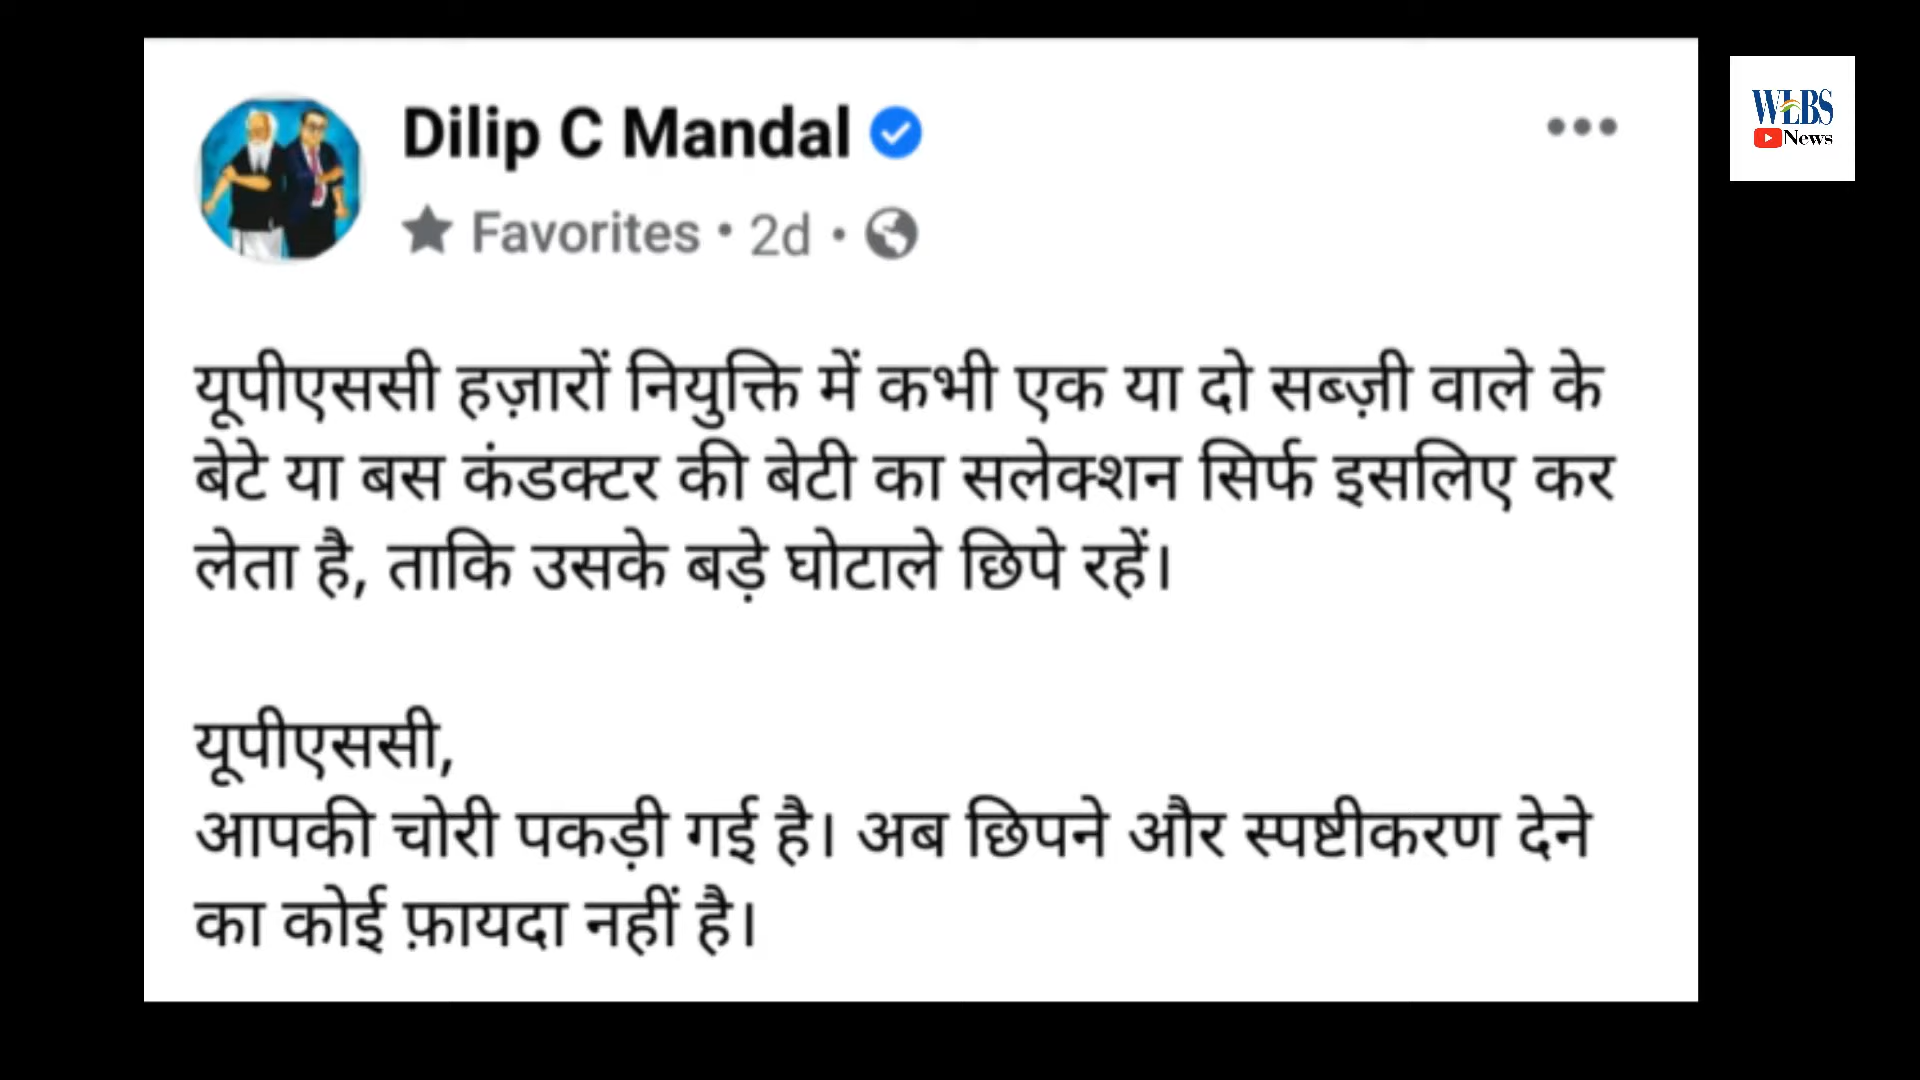 Dilip C Mandal
Favorites • 2d •
WLBS
News
यूपीएससी हज़ारों नियुक्ति में कभी एक या दो सब्ज़ी वाले के
बेटे या बस कंडक्टर की बेटी का सलेक्शन सिर्फ इसलिए कर
लेता है, ताकि उसके बड़े घोटाले छिपे रहें।
यूपीएससी,
आपकी चोरी पकड़ी गई है। अब छिपने और स्पष्टीकरण देने
का कोई फ़ायदा नहीं है।